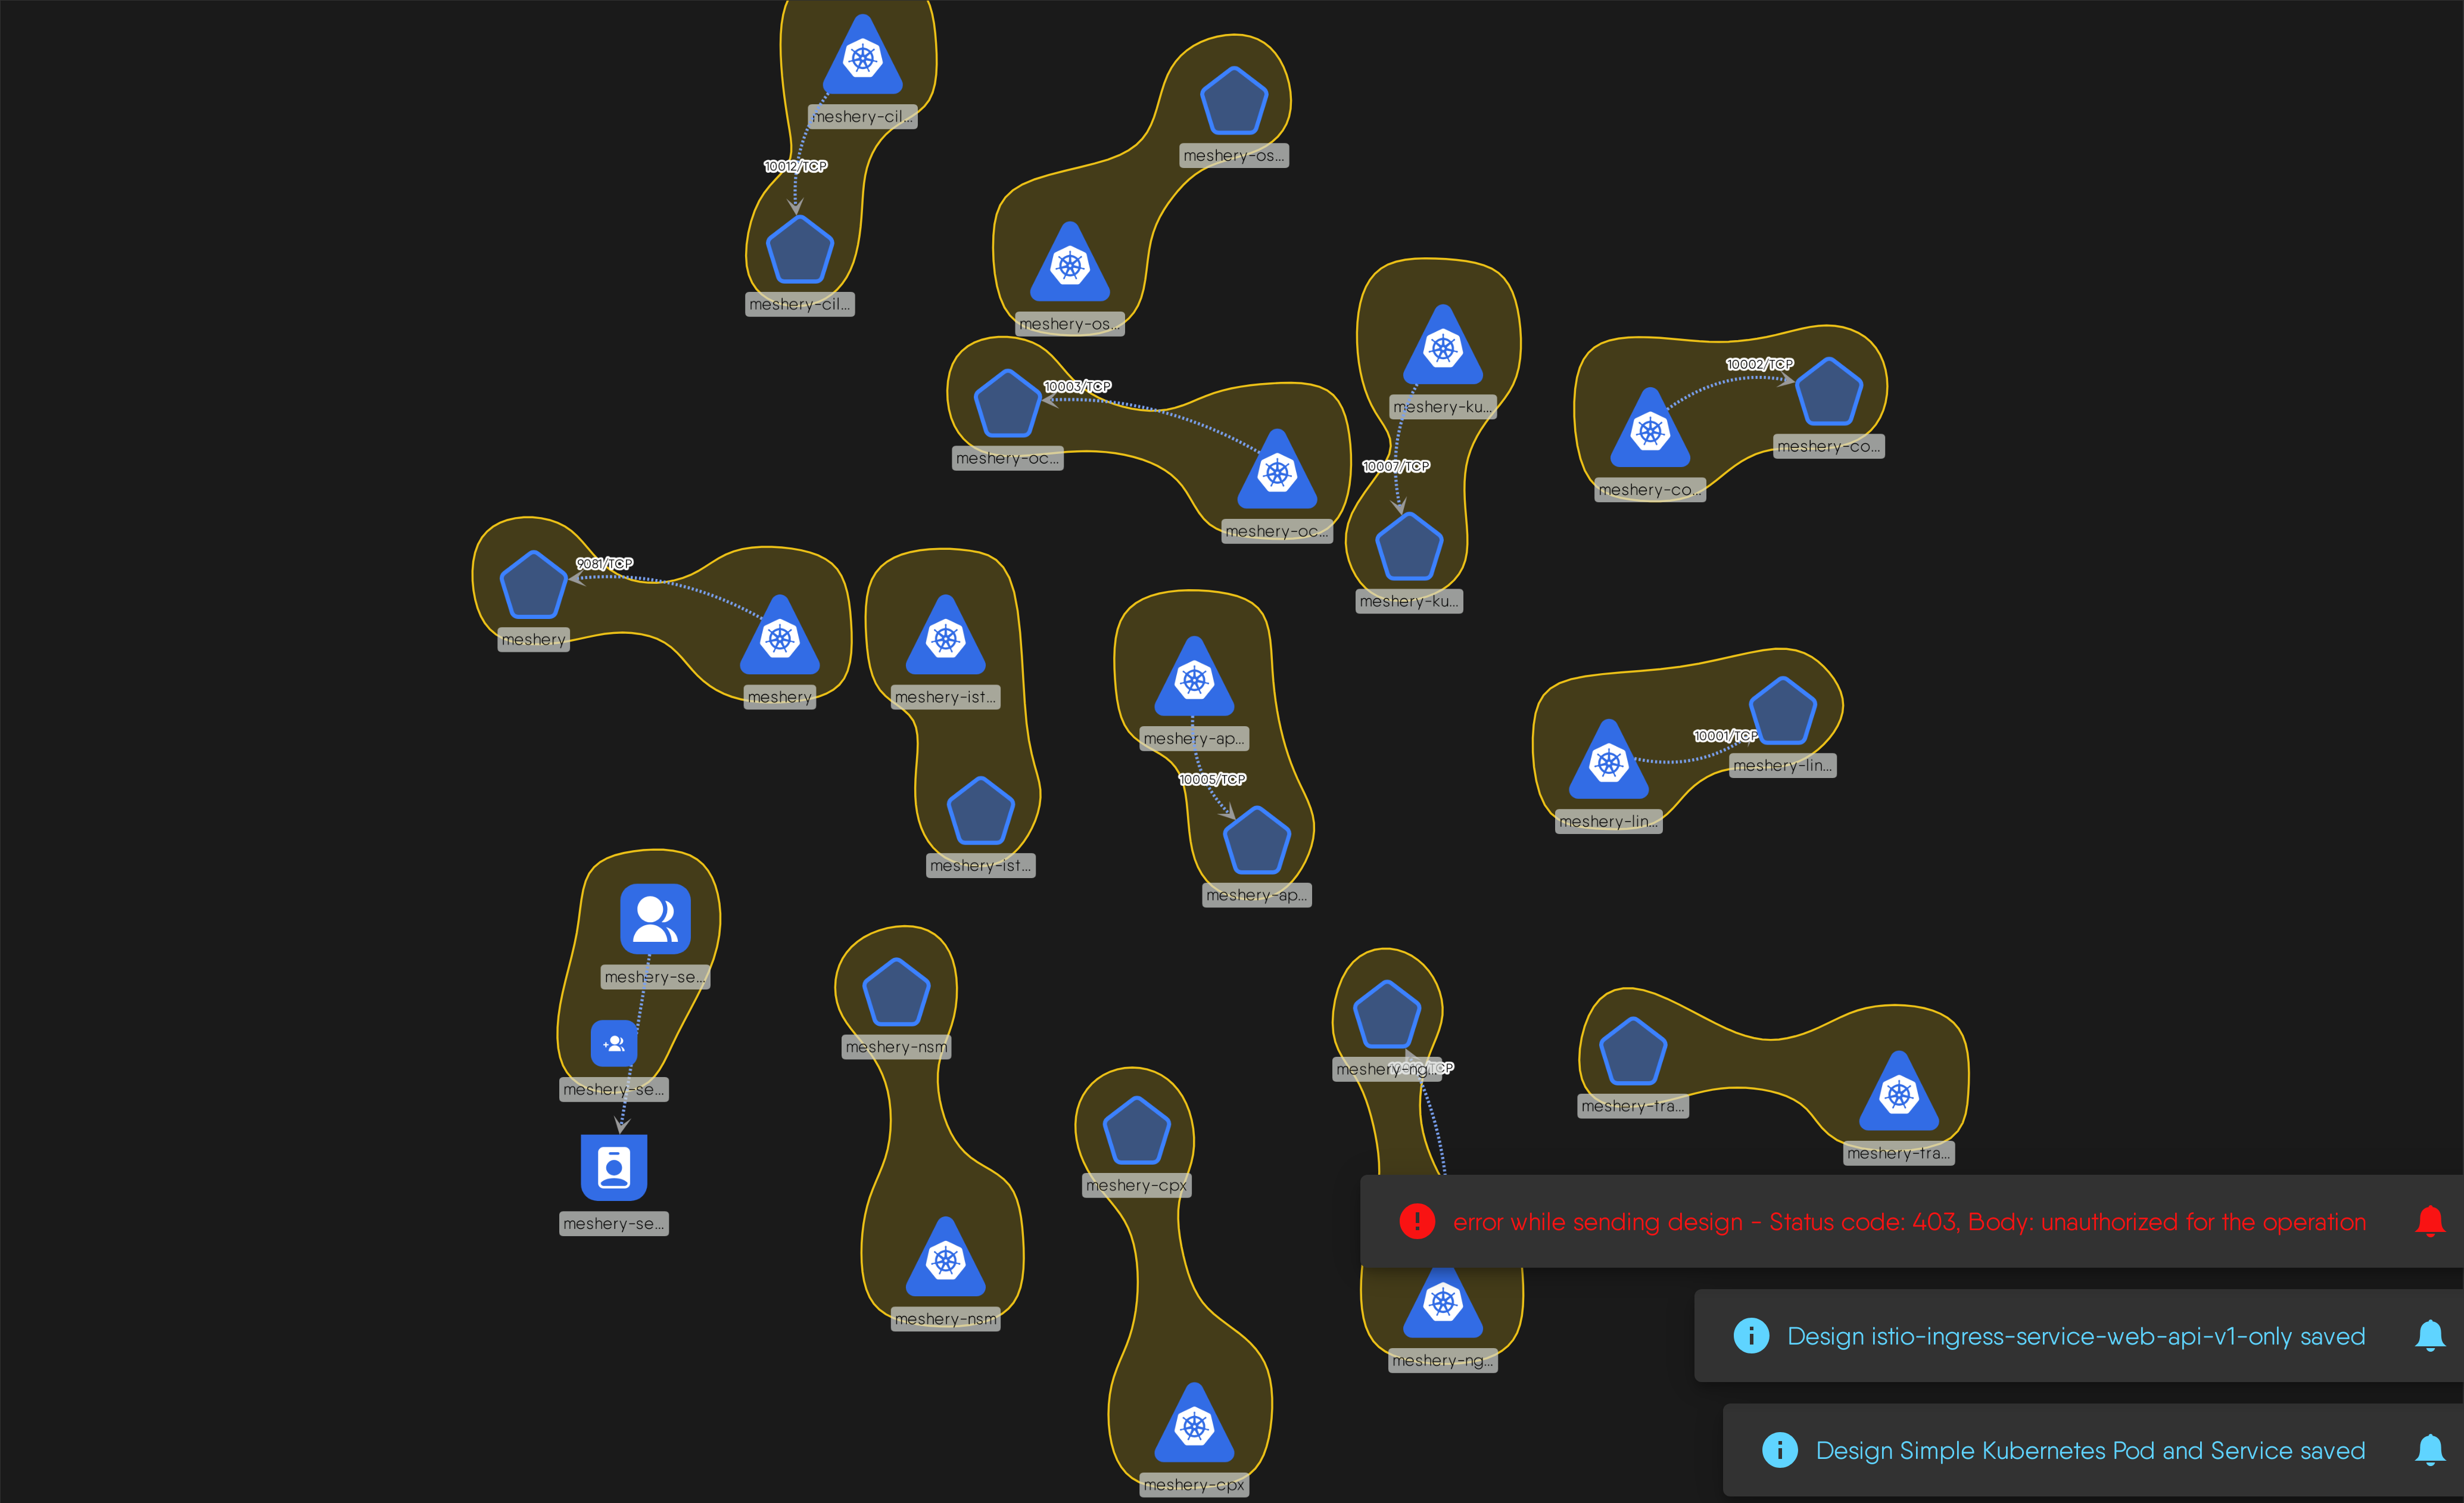 meshery-cil...
10012/TCP
meshery-cil...
meshery-os...
meshery-os...
10003/TCP
meshery-oc...
meshery-oc...
meshery-ku...
10007/TCP
meshery-ku...
10002/TCP
meshery-co...
meshery-co...
9081/TCP
meshery
meshery
meshery-ist...
meshery-ist...
meshery-ap...
10005/TCP
meshery-ap...
10001/TCP
meshery-lin...
meshery-lin...
meshery-se...
meshery-se...
meshery-se...
meshery-nsm
meshery-nsm
meshery-cpx
meshery-cpx
meshery-ng...
/TCP
meshery-ng...
meshery-tra...
meshery-tra...
error while sending design - Status code: 403, Body: unauthorized for the operation
Design istio-ingress-service-web-api-v1-only saved
Design Simple Kubernetes Pod and Service saved